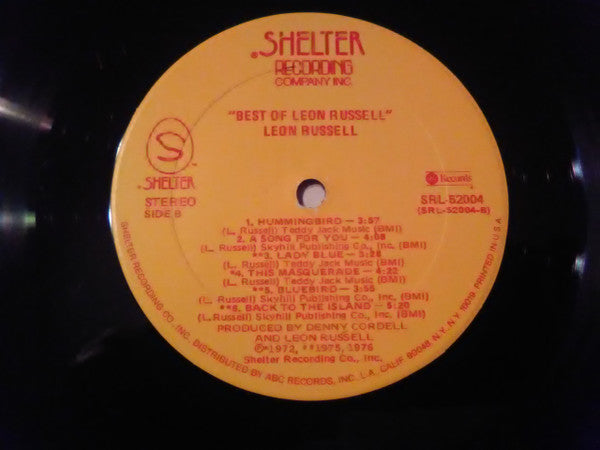 SHELTER
RECORDING
COMPANY INC.
"BEST OF LEON RUSSELL"
LEON RUSSELL
S
SHELTER
STEREO
SIDE B
abc Records
SRL-52004
(SRL-52004-B)
1. HUMMINGBIRD – 3:57
(L. Russell) Teddy Jack Music (BMI)
2. A SONG FOR YOU – 4:08
(L. Russell) Skyhill Publishing Co., Inc. (BMI)
**3. LADY BLUE – 3:28
(L. Russell) Teddy Jack Music (BMI)
*4. THIS MASQUERADE – 4:22
(L. Russell) Teddy Jack Music (BMI)
**5. BLUEBIRD – 3:55
(L. Russell) Skyhill Publishing Co., Inc. (BMI)
**6. BACK TO THE ISLAND – 5:20
(L. Russell) Skyhill Publishing Co., Inc. (BMI)
PRODUCED BY DENNY CORDELL
AND LEON RUSSELL
℗*1972, **1975, 1976
Shelter Recording Co., Inc.
SHELTER RECORDING CO., INC. DISTRIBUTED BY ABC RECORDS, INC. L.A. CALIF. 90048 N.Y. N.Y. 10019 PRINTED IN U.S.A.